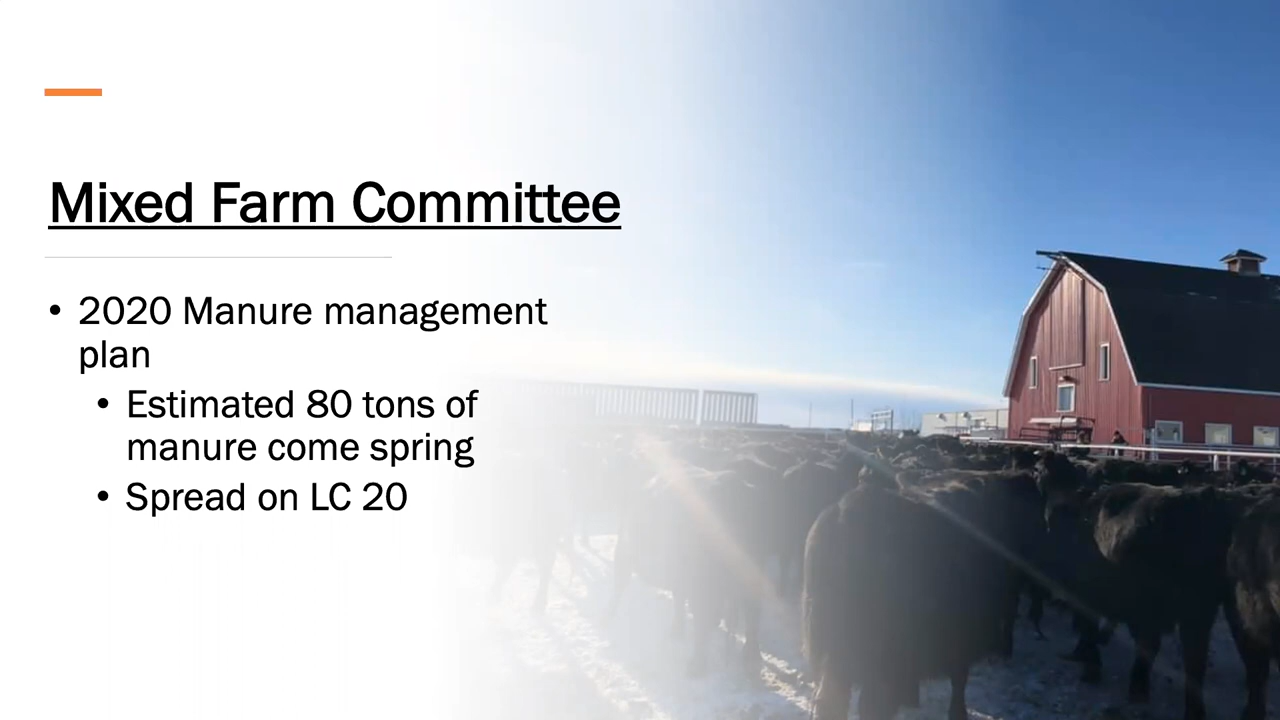 Mixed Farm Committee
• 2020 Manure management
plan
• Estimated 80 tons of
manure come spring
• Spread on LC 20